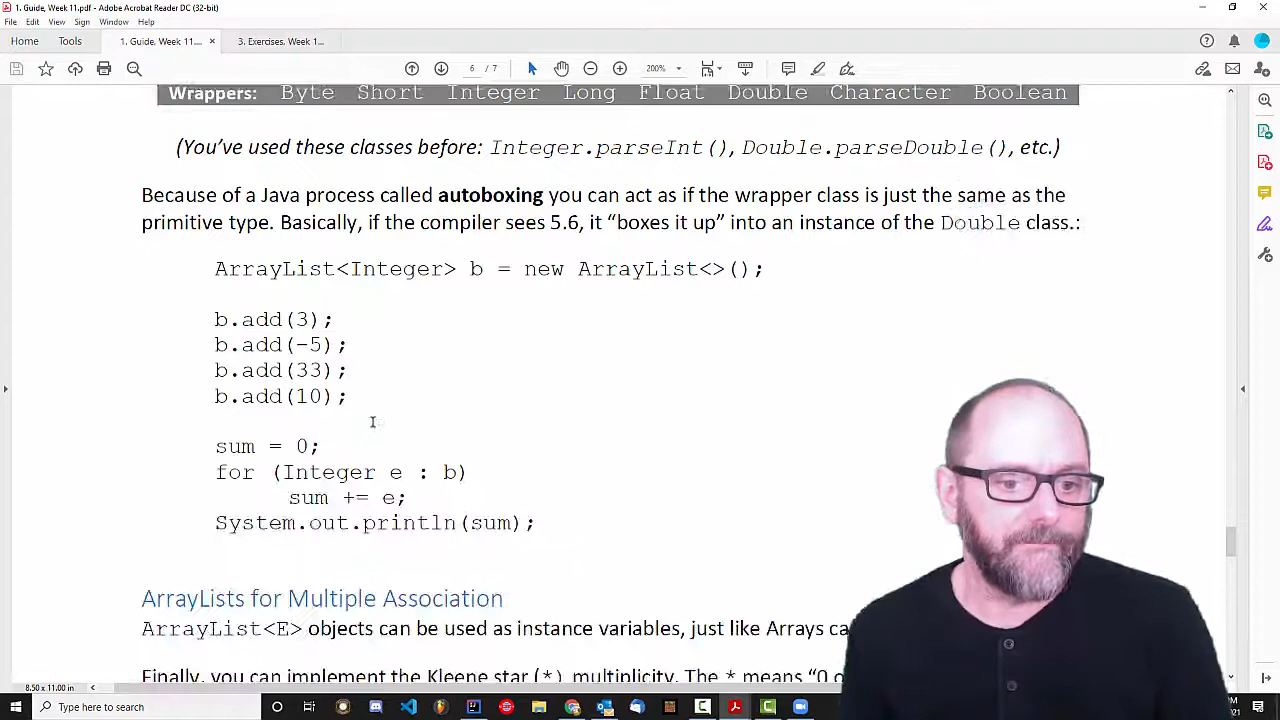 1. Guide, Week 11.pdf - Adobe Acrobat Reader DC (32-bit)
File Edit View Sign Window Help
Home Tools 1. Guide, Week 11.... × 3. Exercises, Week 1...
6 / 7 200%
Wrappers: Byte Short Integer Long Float Double Character Boolean
(You’ve used these classes before: Integer.parseInt(), Double.parseDouble(), etc.)
Because of a Java process called autoboxing you can act as if the wrapper class is just the same as the
primitive type. Basically, if the compiler sees 5.6, it “boxes it up” into an instance of the Double class.:
ArrayList<Integer> b = new ArrayList<>();
b.add(3);
b.add(-5);
b.add(33);
b.add(10);
sum = 0;
for (Integer e : b)
sum += e;
System.out.println(sum);
ArrayLists for Multiple Association
ArrayList<E> objects can be used as instance variables, just like Arrays ca
Finally, you can implement the Kleene star (*) multiplicity. The * means “0 o
8.50 x 11.00 in
Type here to search